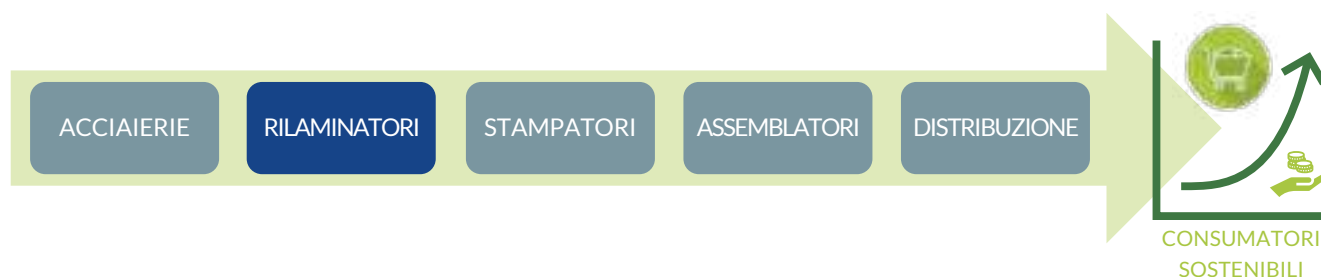 ACCIAIERIE
RILAMINATORI
STAMPATORI
ASSEMBLATORI
DISTRIBUZIONE
CONSUMATORI
SOSTENIBILI